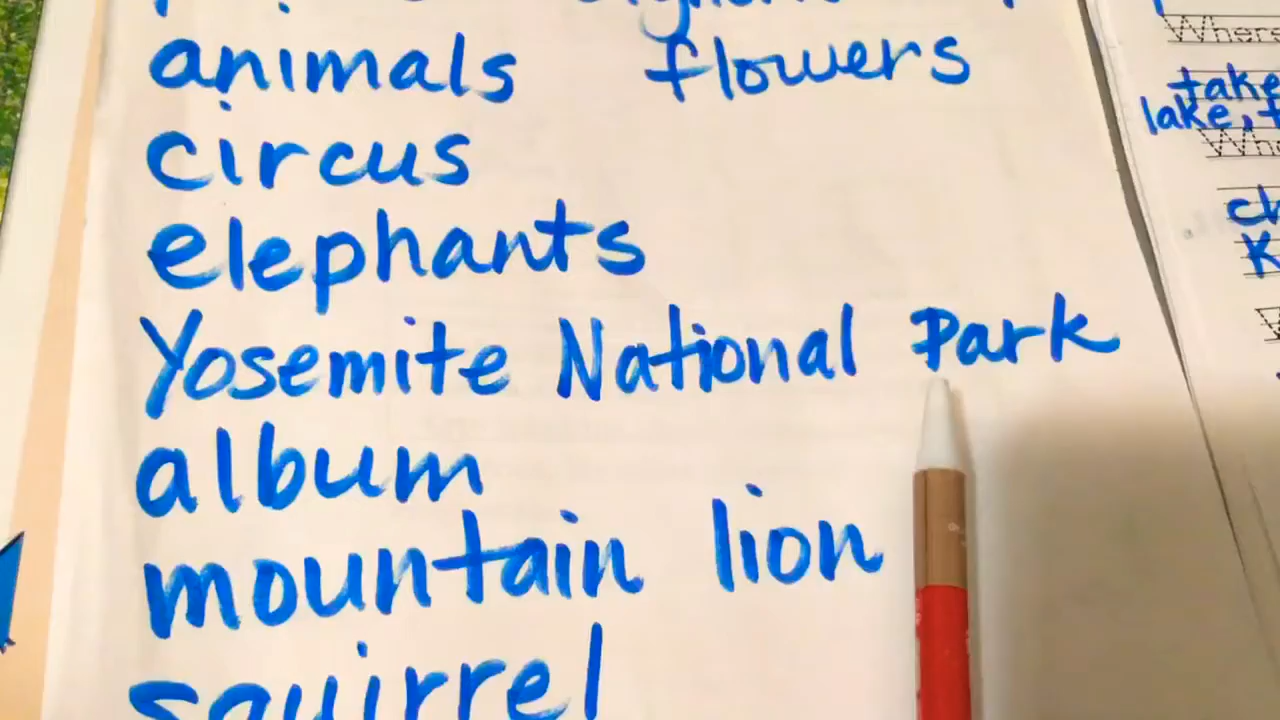 animals flowers
circus
elephants
Yosemite National Park
album
mountain lion
squirrel
take
lake,